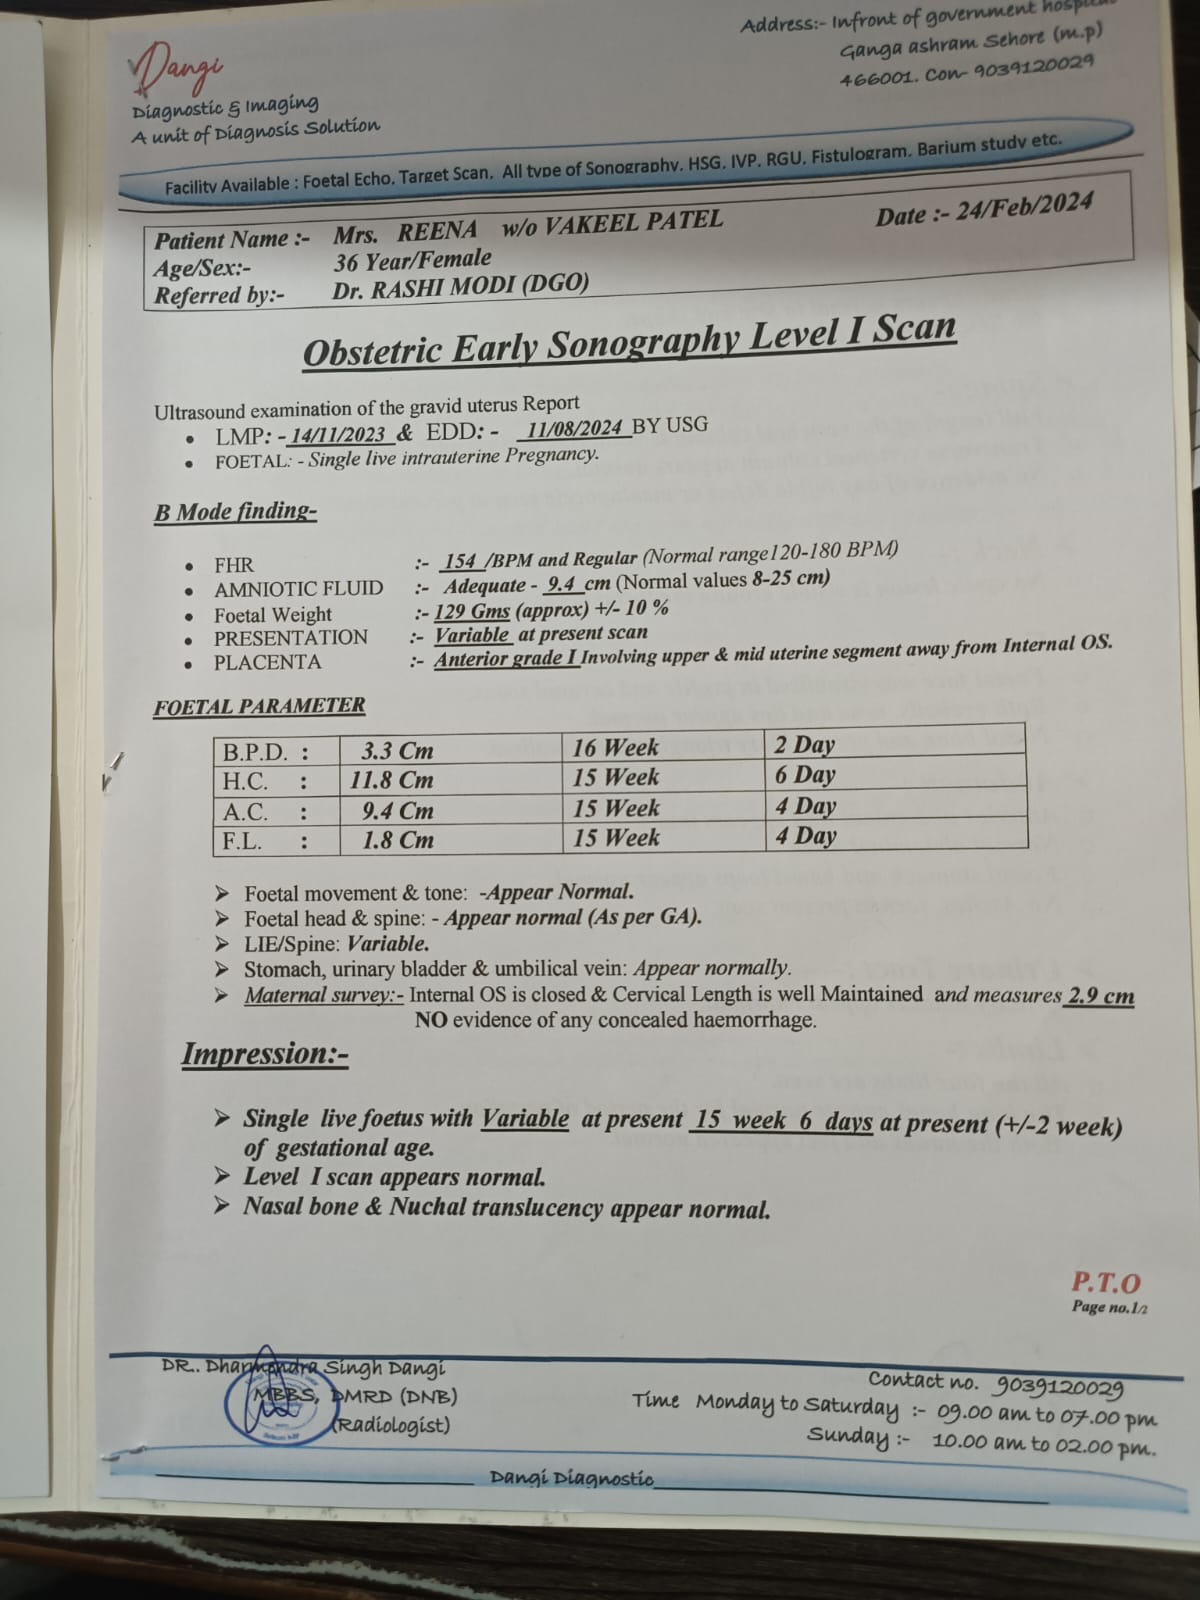 Address:- Infront of government hospital
Ganga ashram Sehore (m.p)
466001. Con- 9039120029
Dangi
Diagnostic & Imaging
A unit of Diagnosis Solution
Facility Available : Foetal Echo, Target Scan, All type of Sonography, HSG, IVP, RGU, Fistulogram, Barium study etc.
Patient Name :- Mrs. REENA w/o VAKEEL PATEL Date :- 24/Feb/2024
Age/Sex:- 36 Year/Female
Referred by:- Dr. RASHI MODI (DGO)
Obstetric Early Sonography Level I Scan
Ultrasound examination of the gravid uterus Report
• LMP: - 14/11/2023 & EDD: - 11/08/2024 BY USG
• FOETAL: - Single live intrauterine Pregnancy.
B Mode finding-
• FHR :- 154 /BPM and Regular (Normal range120-180 BPM)
• AMNIOTIC FLUID :- Adequate - 9.4 cm (Normal values 8-25 cm)
• Foetal Weight :- 129 Gms (approx) +/- 10 %
• PRESENTATION :- Variable at present scan
• PLACENTA :- Anterior grade I Involving upper & mid uterine segment away from Internal OS.
FOETAL PARAMETER
B.P.D. : 3.3 Cm 16 Week 2 Day
H.C. : 11.8 Cm 15 Week 6 Day
A.C. : 9.4 Cm 15 Week 4 Day
F.L. : 1.8 Cm 15 Week 4 Day
➢ Foetal movement & tone: -Appear Normal.
➢ Foetal head & spine: - Appear normal (As per GA).
➢ LIE/Spine: Variable.
➢ Stomach, urinary bladder & umbilical vein: Appear normally.
➢ Maternal survey:- Internal OS is closed & Cervical Length is well Maintained and measures 2.9 cm
NO evidence of any concealed haemorrhage.
Impression:-
➢ Single live foetus with Variable at present 15 week 6 days at present (+/-2 week)
of gestational age.
➢ Level I scan appears normal.
➢ Nasal bone & Nuchal translucency appear normal.
P.T.O
Page no.1/2
DR.. Dharmendra Singh Dangi
MBBS, DMRD (DNB)
(Radiologist)
Contact no. 9039120029
Time Monday to Saturday :- 09.00 am to 07.00 pm
Sunday :- 10.00 am to 02.00 pm.
Dangi Diagnostic